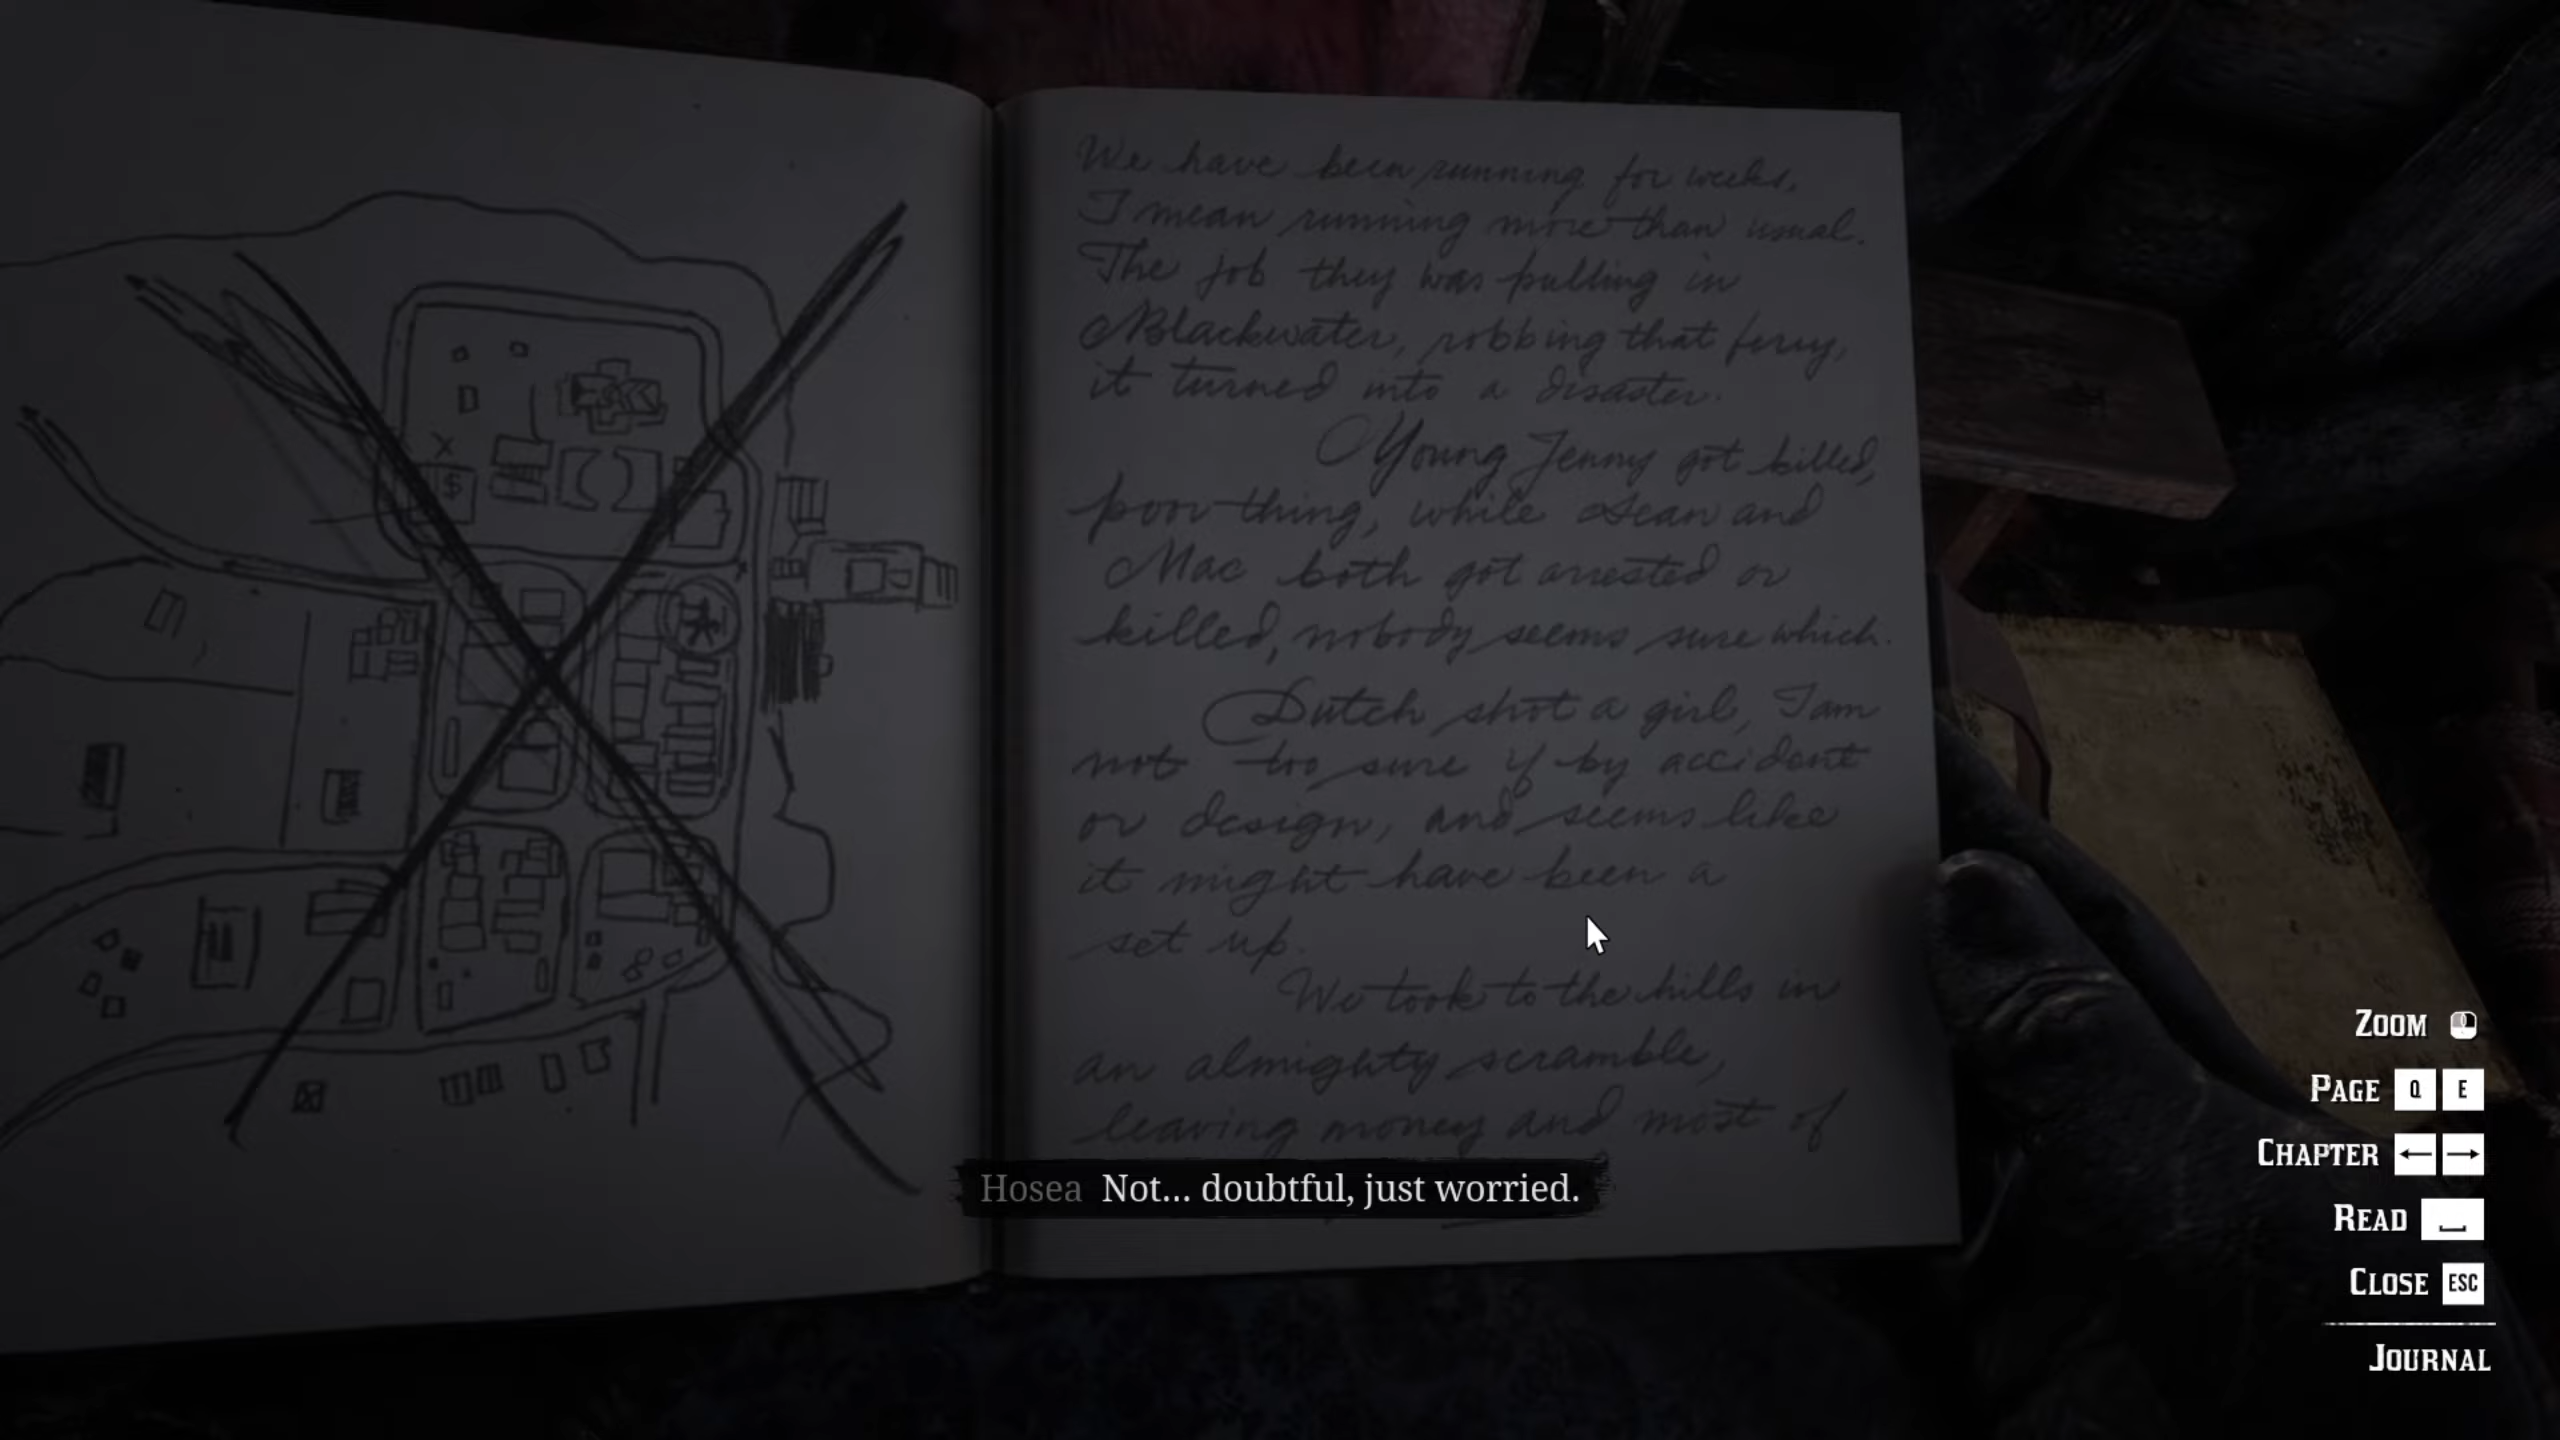 We have been running for weeks,
I mean running more than usual.
The job they was pulling in
Blackwater, robbing that ferry,
it turned into a disaster.
Young Jenny got killed,
poor thing, while Sean and
Mac both got arrested or
killed, nobody seems sure which.
Dutch shot a girl, I am
not too sure if by accident
or design, and seems like
it might have been a
set up.
We took to the hills in
an almighty scramble,
leaving money and most of
$
X
Hosea Not... doubtful, just worried.
ZOOM
PAGE Q E
CHAPTER ← →
READ
CLOSE ESC
JOURNAL